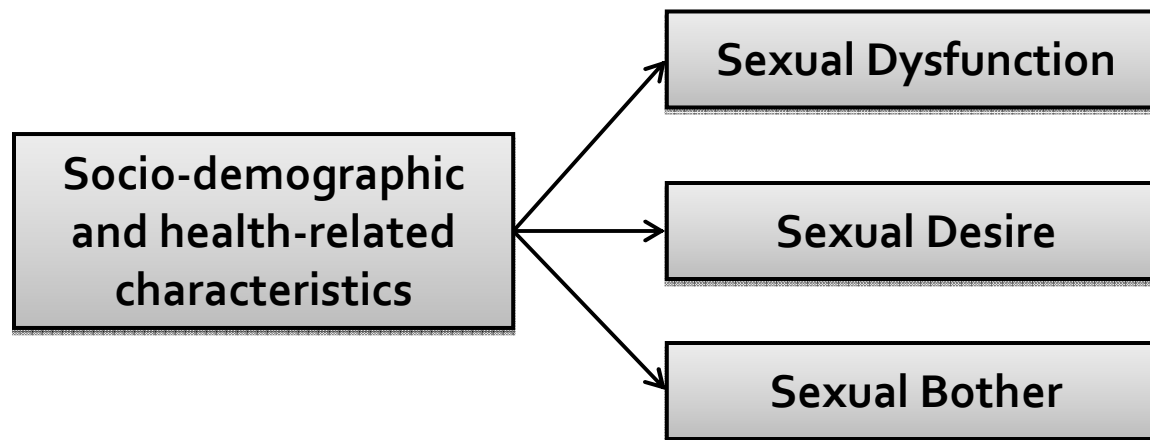 Sexual Dysfunction
Socio-demographic
and health-related
characteristics
Sexual Desire
Sexual Bother